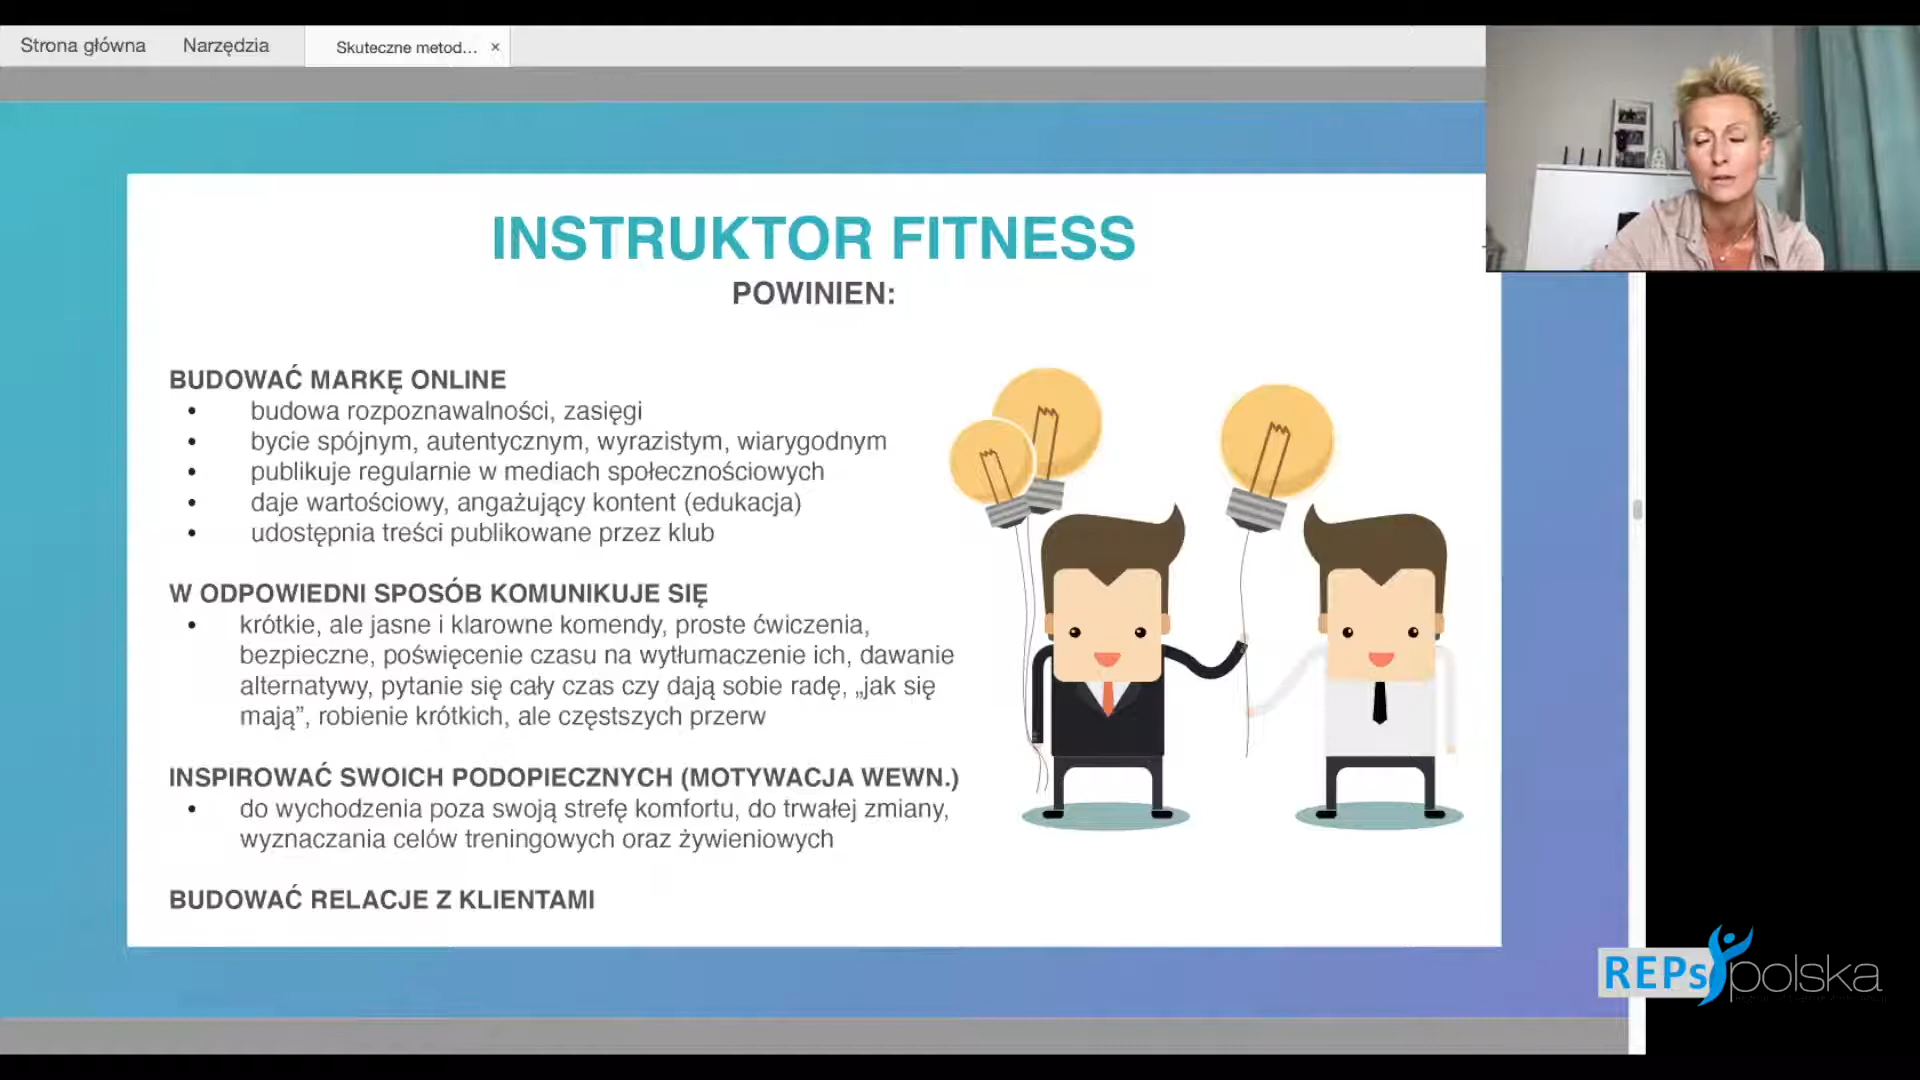 Strona główna
Narzędzia
Skuteczne metod... ×
INSTRUKTOR FITNESS
POWINIEN:
BUDOWAĆ MARKĘ ONLINE
• budowa rozpoznawalności, zasięgi
• bycie spójnym, autentycznym, wyrazistym, wiarygodnym
• publikuje regularnie w mediach społecznościowych
• daje wartościowy, angażujący kontent (edukacja)
• udostępnia treści publikowane przez klub
W ODPOWIEDNI SPOSÓB KOMUNIKUJE SIĘ
• krótkie, ale jasne i klarowne komendy, proste ćwiczenia,
bezpieczne, poświęcenie czasu na wytłumaczenie ich, dawanie
alternatywy, pytanie się cały czas czy dają sobie radę, „jak się
mają”, robienie krótkich, ale częstszych przerw
INSPIROWAĆ SWOICH PODOPIECZNYCH (MOTYWACJA WEWN.)
• do wychodzenia poza swoją strefę komfortu, do trwałej zmiany,
wyznaczania celów treningowych oraz żywieniowych
BUDOWAĆ RELACJE Z KLIENTAMI
REPs polska